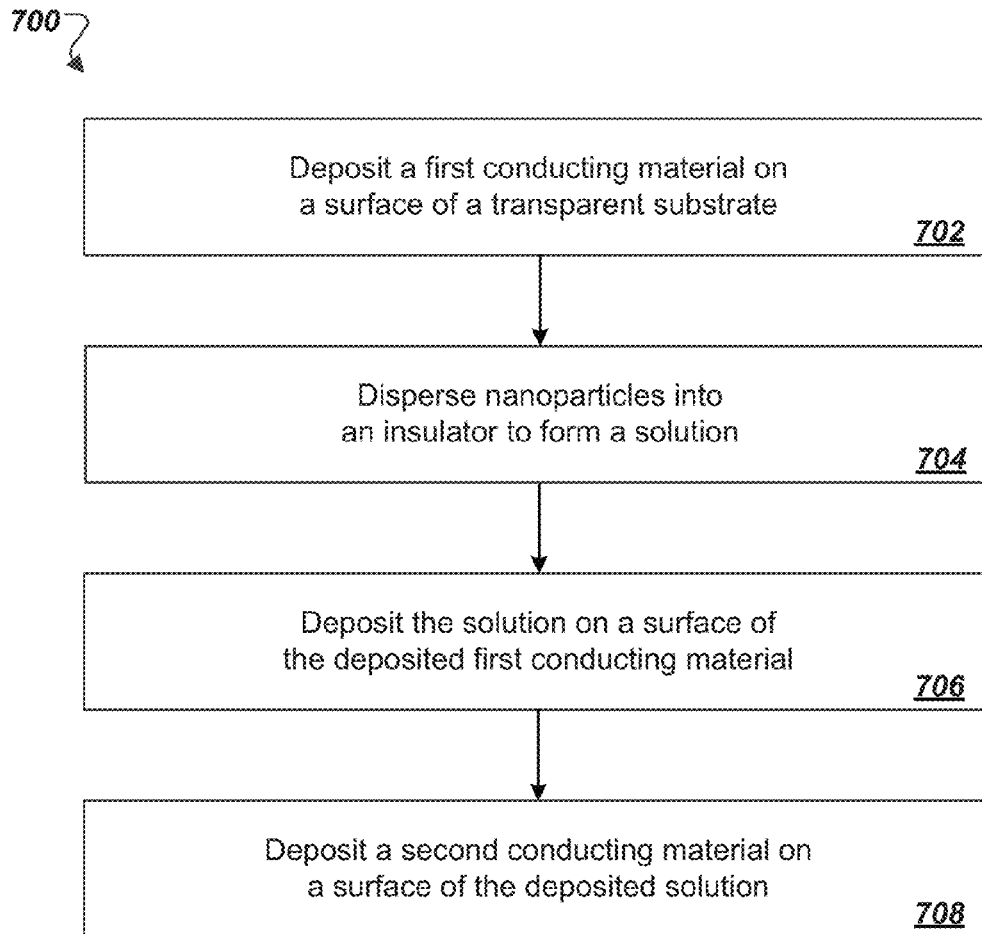 700
Deposit a first conducting material on
a surface of a transparent substrate
702
Disperse nanoparticles into
an insulator to form a solution
704
Deposit the solution on a surface of
the deposited first conducting material
706
Deposit a second conducting material on
a surface of the deposited solution
708